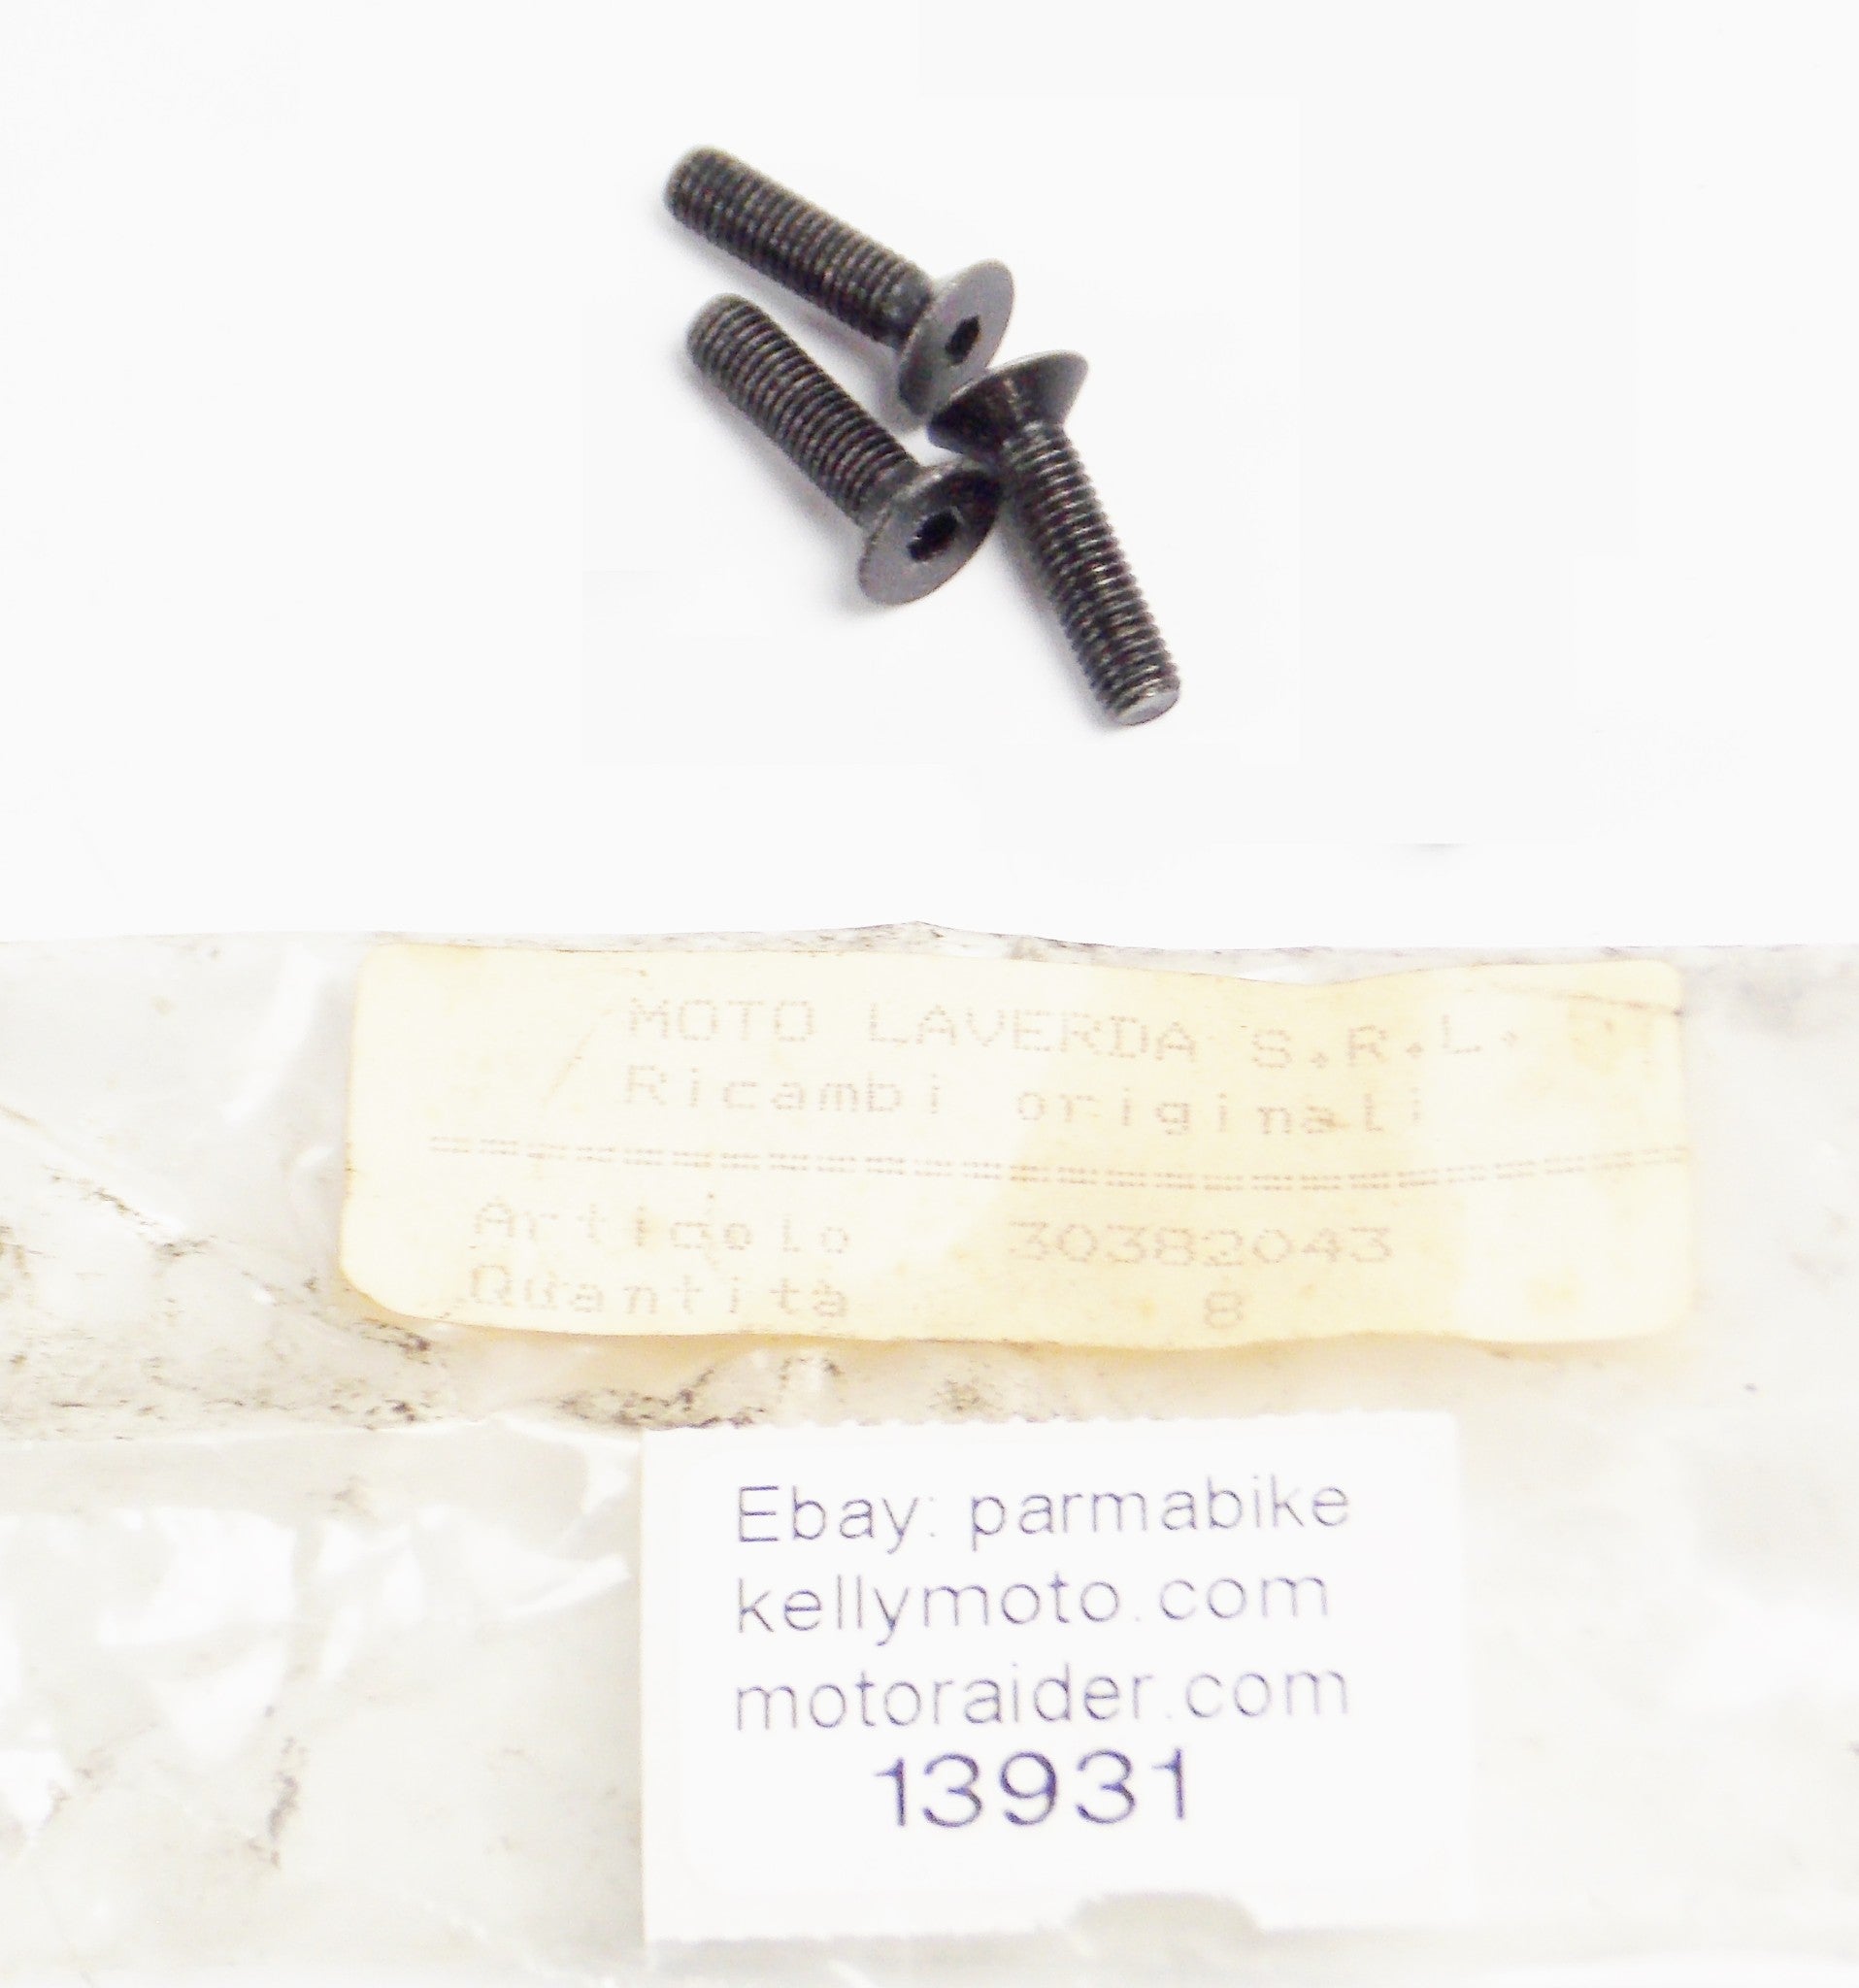 MOTO LAVERDA S.R.L.
Ricambi originali
Articolo 30382043
Quantità 8
Ebay: parmabike
kellymoto.com
motoraider.com
13931